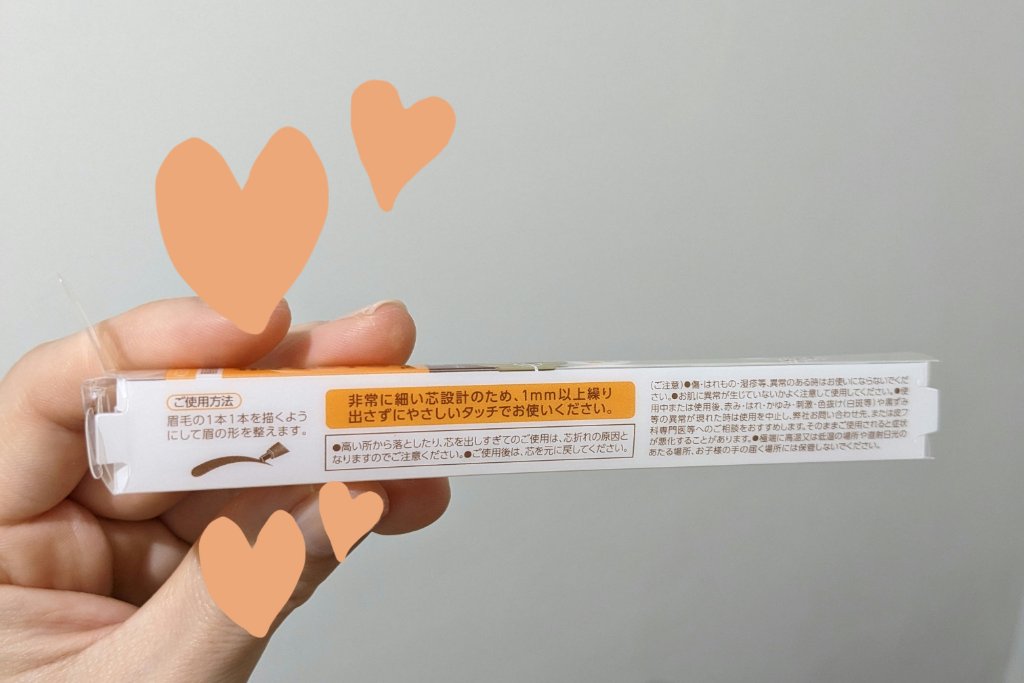 ご使用方法
眉毛の1本1本を描くよう
にして眉の形を整えます。
非常に細い芯設計のため、1mm以上繰り
出さずにやさしいタッチでお使いください。
●高い所から落としたり、芯を出しすぎてのご使用は、芯折れの原因と
なりますのでご注意ください。●ご使用後は、芯を元に戻してください。
〈ご注意〉●傷・はれもの・湿疹等、異常のある時はお使いにならないでくだ
さい。●お肌に異常が生じていないかよく注意して使用してください。●使
用中または使用後、赤み・はれ・かゆみ・刺激・色抜け(白斑等)や黒ずみ
等の異常が現れた時は使用を中止し、弊社お問い合わせ先、または皮フ
科専門医等へのご相談をおすすめします。そのままご使用されると症状
が悪化することがあります。●極端に高温又は低温の場所や直射日光の
あたる場所、お子様の手の届く場所には保管しないでください。